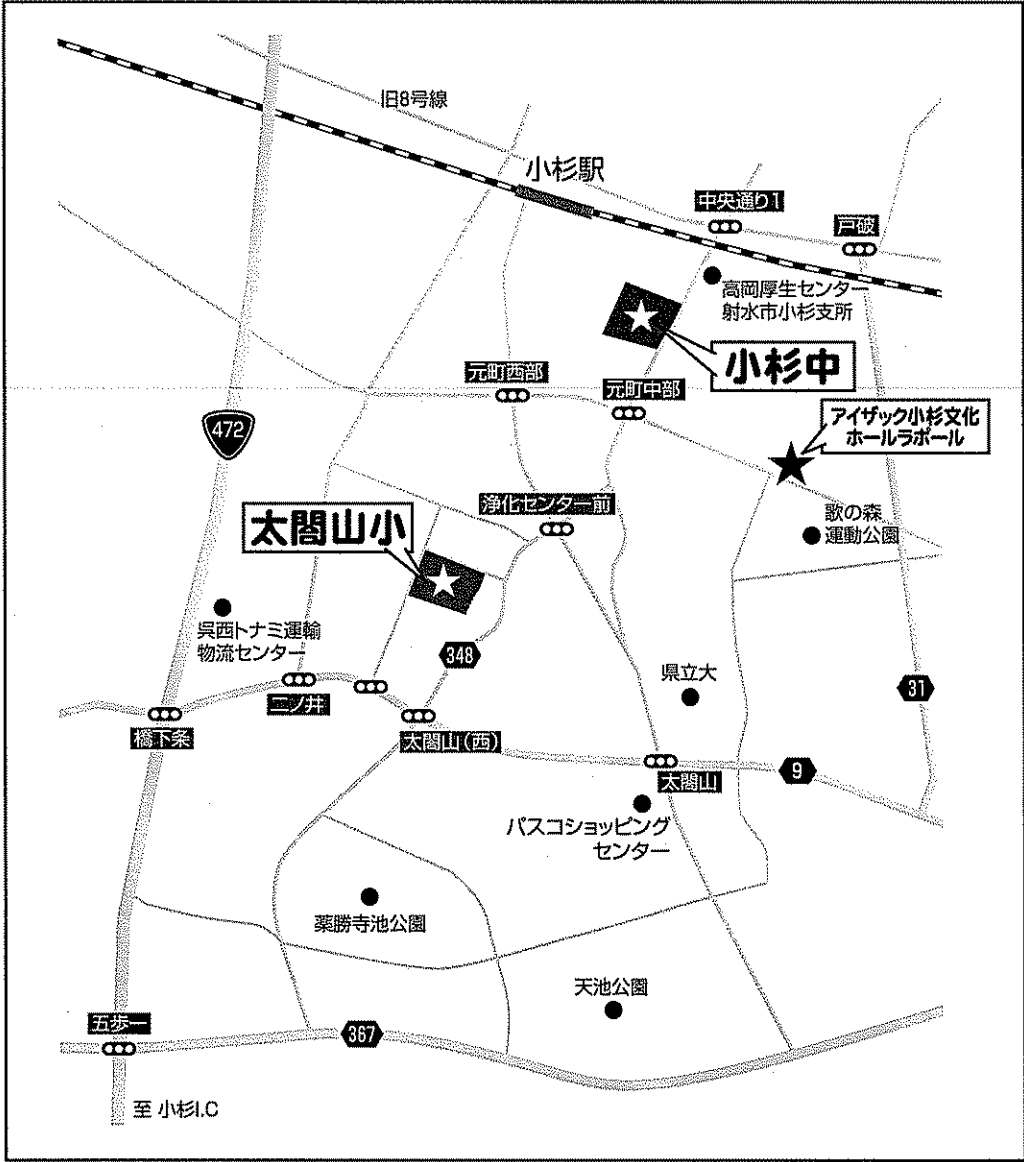 旧8号線
小杉駅
中央通り1
戸破
高岡厚生センター
射水市小杉支所
小杉中
元町西部
元町中部
アイザック小杉文化
ホールラポール
472
浄化センター前
太閤山小
歌の森
運動公園
呉西トナミ運輸
物流センター
348
県立大
31
二ノ井
橋下条
太閤山(西)
太閤山
9
パスコショッピング
センター
薬勝寺池公園
天池公園
五歩一
367
至 小杉I.C